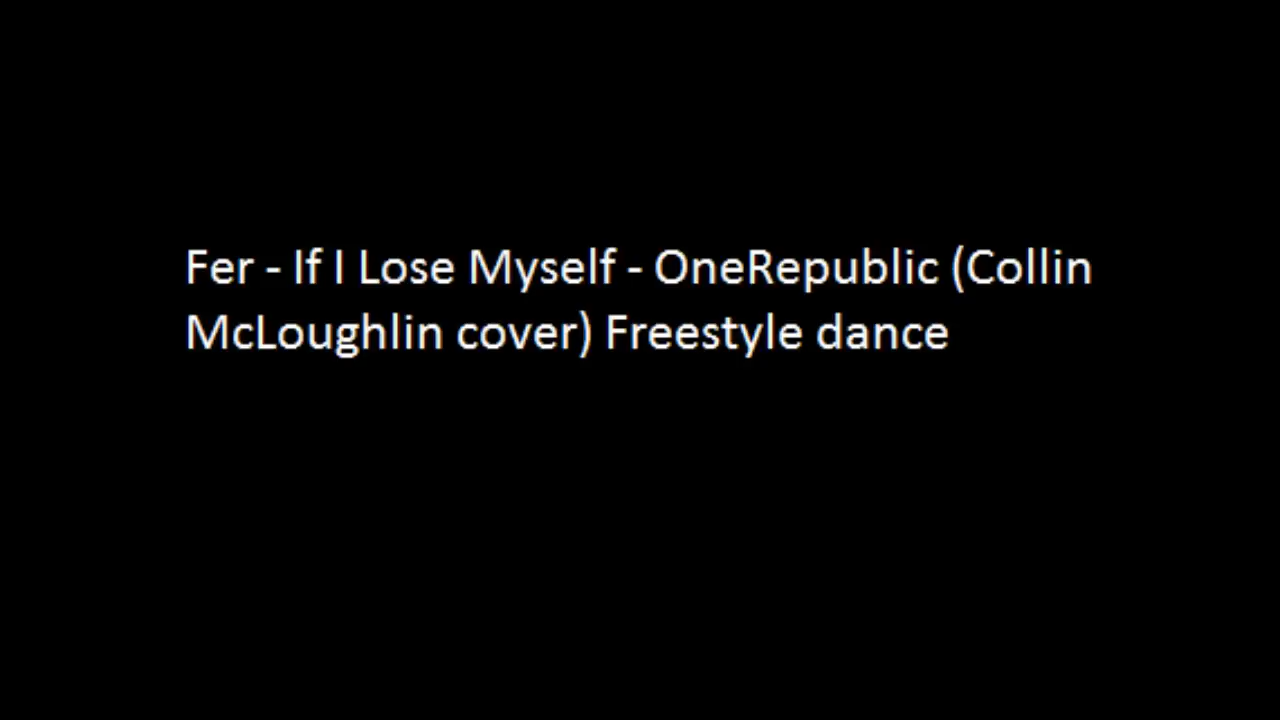 Fer - If I Lose Myself - OneRepublic (Collin
McLoughlin cover) Freestyle dance